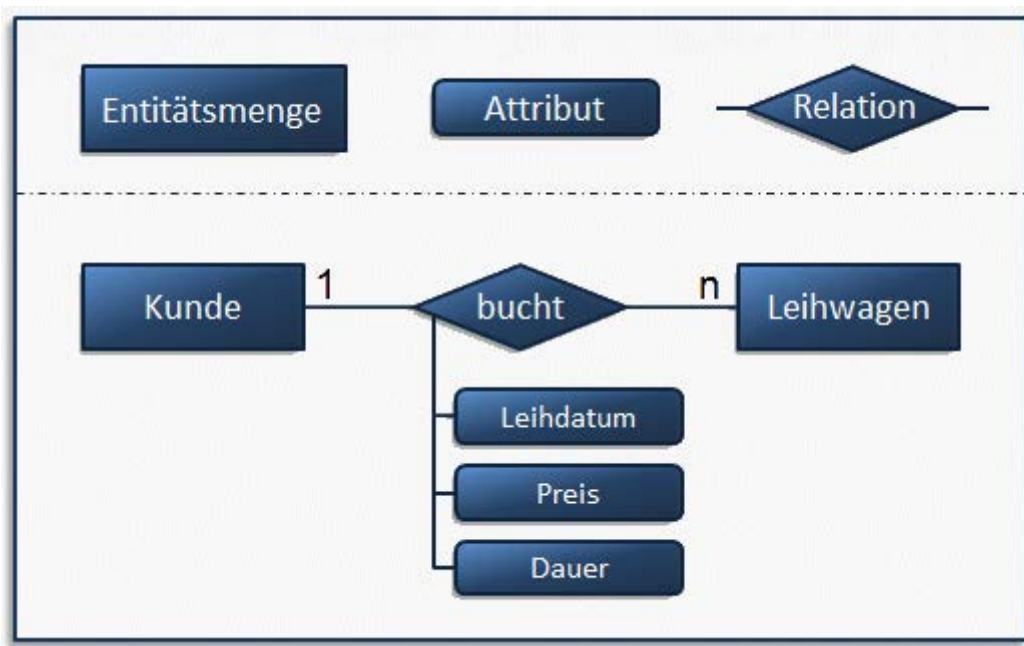 Entitätsmenge
Attribut
Relation
Kunde
1
bucht
n
Leihwagen
Leihdatum
Preis
Dauer